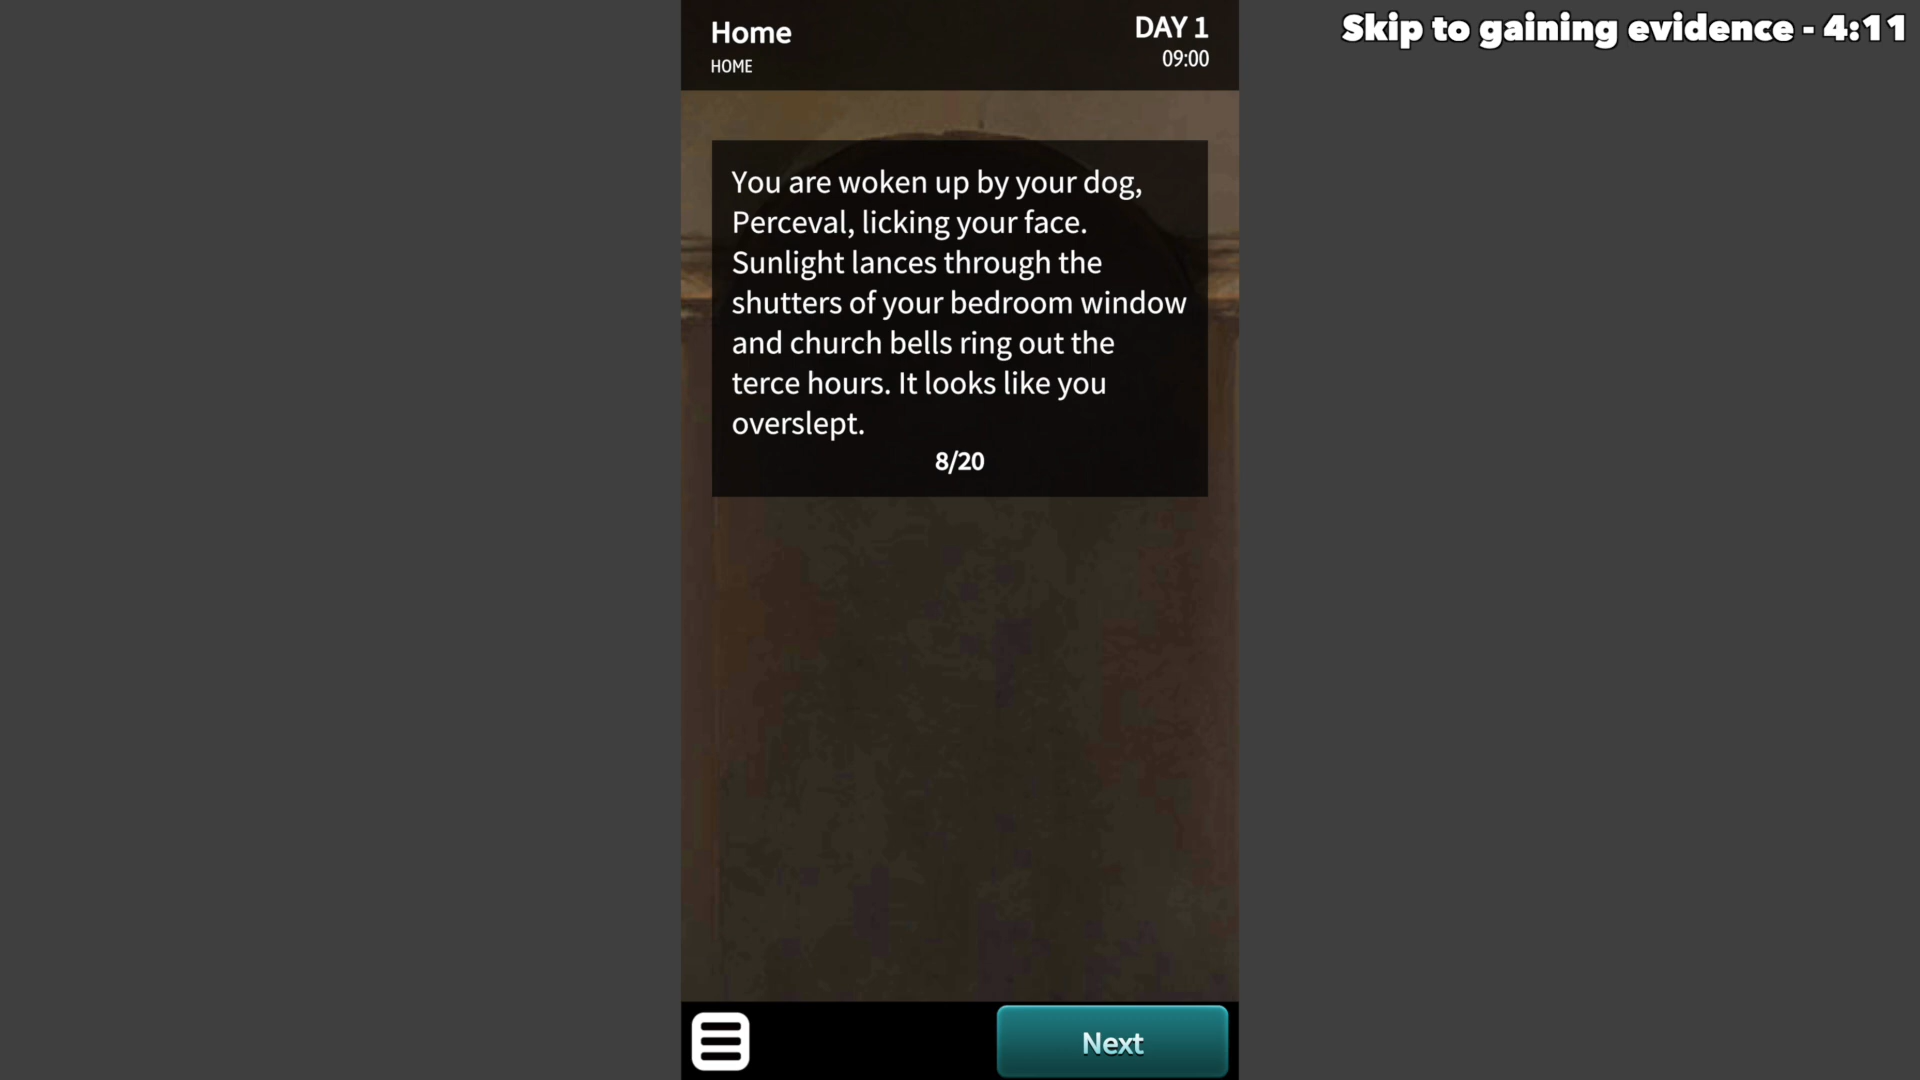 Home
HOME
DAY 1
09:00
Skip to gaining evidence - 4:11
You are woken up by your dog,
Perceval, licking your face.
Sunlight lances through the
shutters of your bedroom window
and church bells ring out the
terce hours. It looks like you
overslept.
8/20
Next